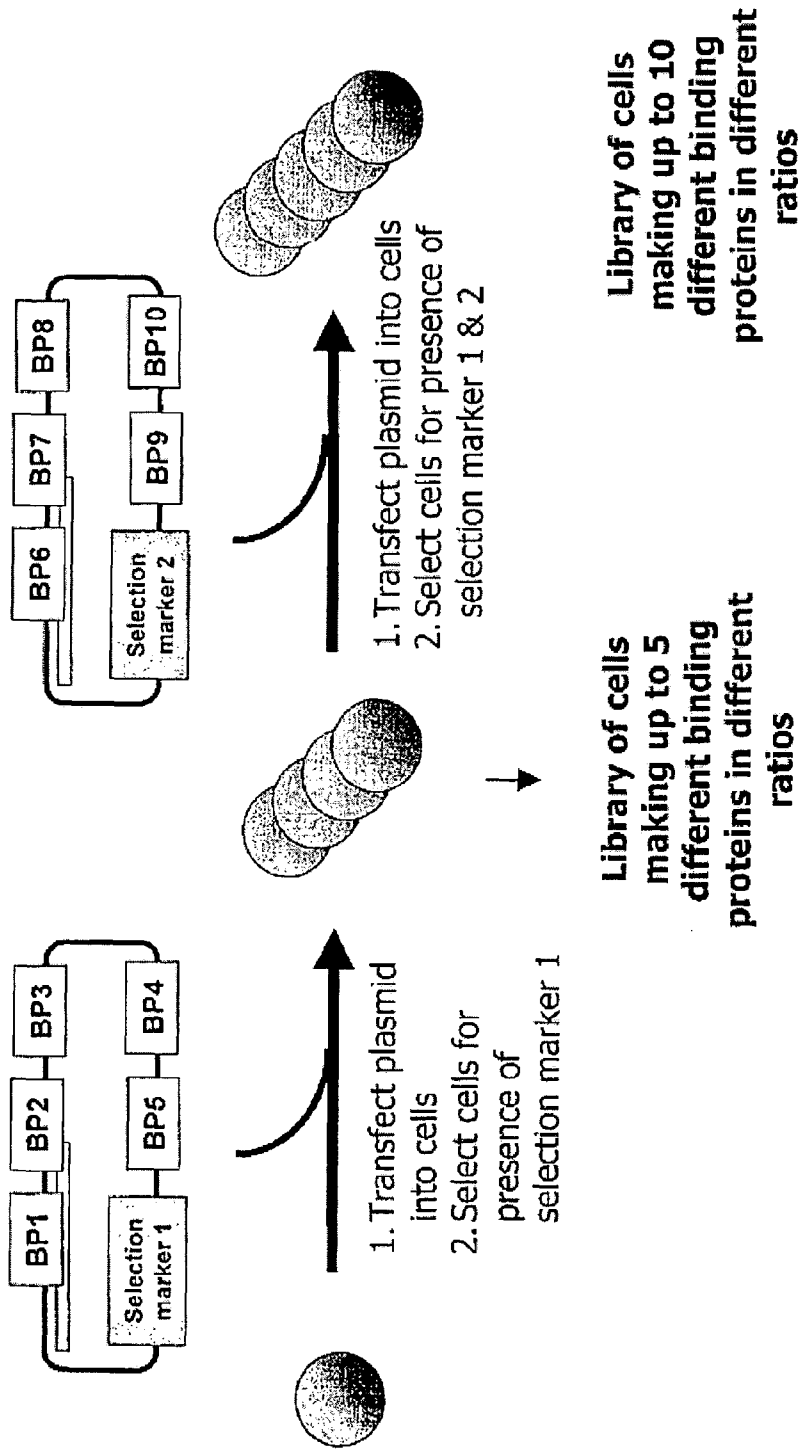 BP1
BP2
BP3
Selection
marker 1
BP5
BP4
1. Transfect plasmid
into cells
2. Select cells for
presence of
selection marker 1
Library of cells
making up to 5
different binding
proteins in different
ratios
BP6
BP7
BP8
Selection
marker 2
BP9
BP10
1. Transfect plasmid into cells
2. Select cells for presence of
selection marker 1 & 2
Library of cells
making up to 10
different binding
proteins in different
ratios